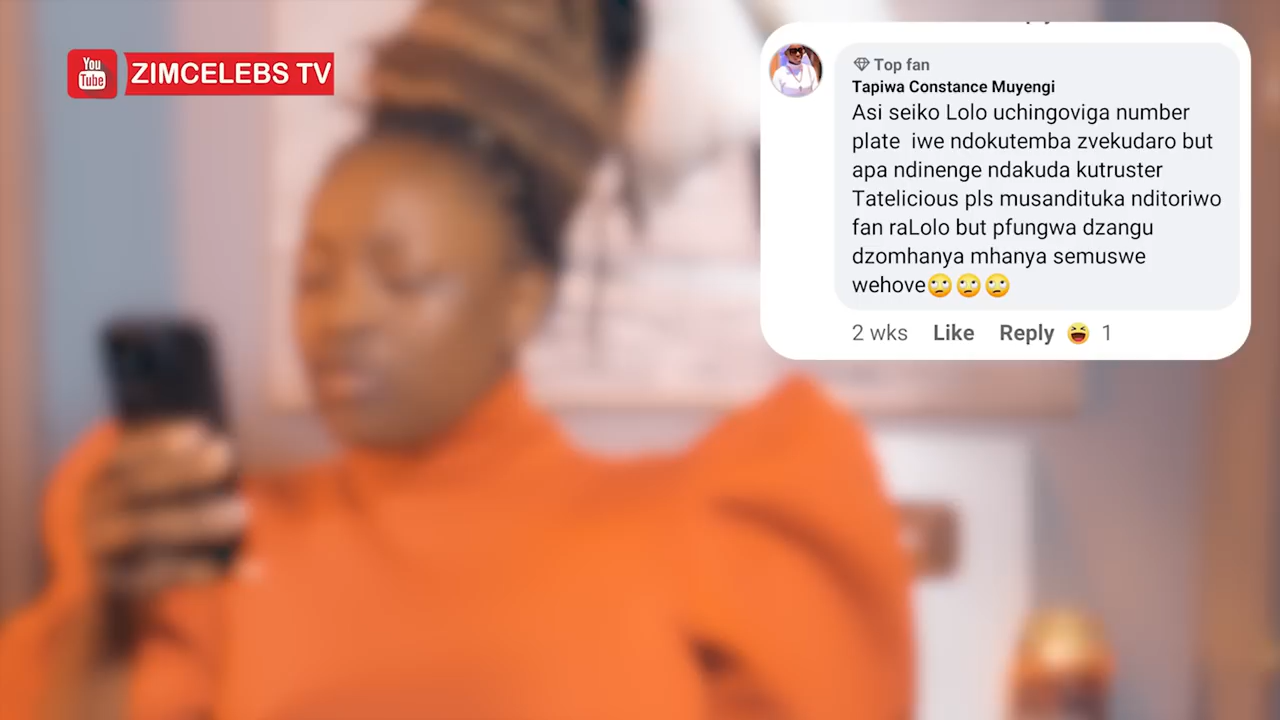 You
Tube
ZIMCELEBS TV
Top fan
Tapiwa Constance Muyengi
Asi seiko Lolo uchingoviga number
plate iwe ndokutemba zvekudaro but
apa ndinenge ndakuda kutruster
Tatelicious pls musandituka nditoriwo
fan raLolo but pfungwa dzangu
dzomhanya mhanya semuswe
wehove🙄🙄🙄
2 wks Like Reply 😆 1